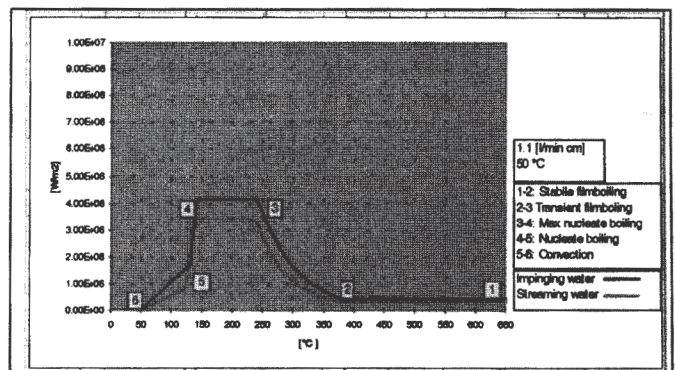 1.00E+07
9.00E+06
8.00E+06
7.00E+06
6.00E+06
5.00E+06
4.00E+06
3.00E+06
2.00E+06
1.00E+06
0.00E+00
[W/m2]
0 50 100 150 200 250 300 350 400 450 500 550 600 650
[°C ]
4
3
5
6
2
1
1.1 [l/min cm]
50 °C
1-2: Stabile filmboiling
2-3 Transient filmboiling
3-4: Max nucleate boiling
4-5: Nucleate boiling
5-6: Convection
Impinging water
Streaming water